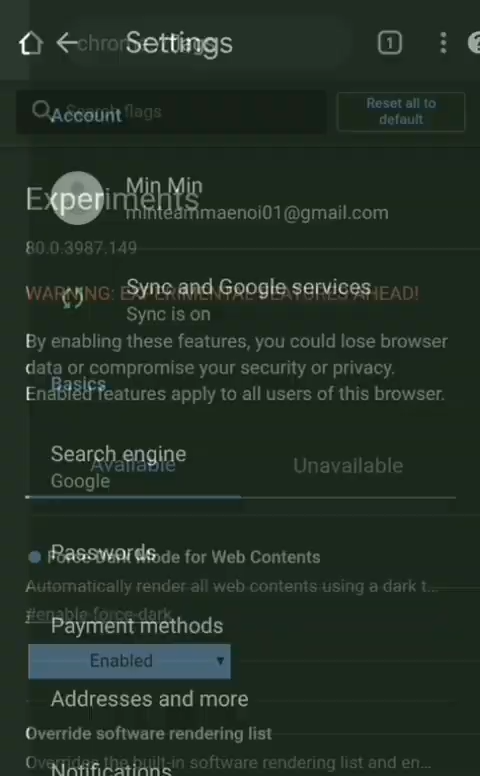 chrome://flags
Settings
1
Search flags
Account
Reset all to
default
Min Min
Experiments
minteammaenoi01@gmail.com
80.0.3987.149
Sync and Google services
WARNING: EXPERIMENTAL FEATURES AHEAD!
Sync is on
By enabling these features, you could lose browser
data or compromise your security or privacy.
Basics
Enabled features apply to all users of this browser.
Search engine
Available
Unavailable
Google
Passwords
Force Dark Mode for Web Contents
Automatically render all web contents using a dark t...
#enable-force-dark
Payment methods
Enabled
Addresses and more
Override software rendering list
Overrides the built-in software rendering list and en...
Notifications